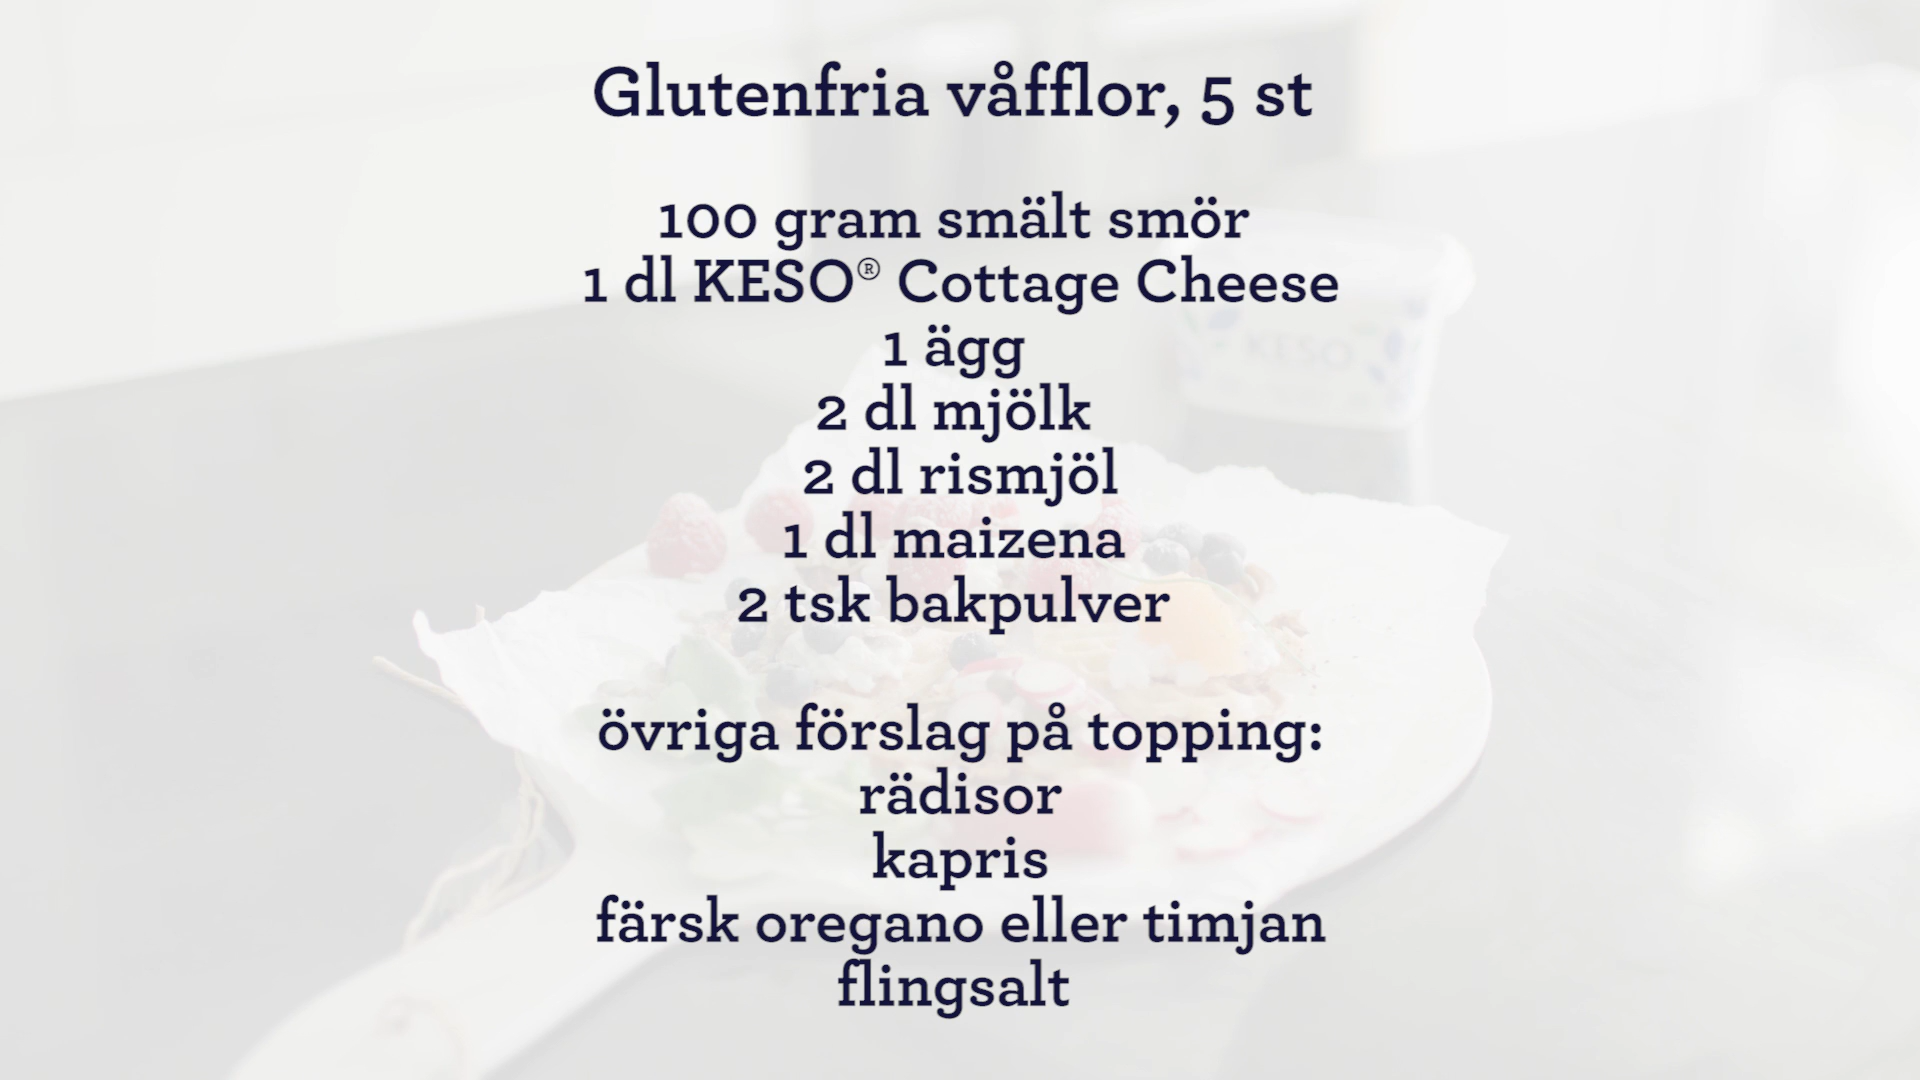 Glutenfria våfflor, 5 st
100 gram smält smör
1 dl KESO® Cottage Cheese
1 ägg
2 dl mjölk
2 dl rismjöl
1 dl maizena
2 tsk bakpulver
övriga förslag på topping:
rädisor
kapris
färsk oregano eller timjan
flingsalt
KESO